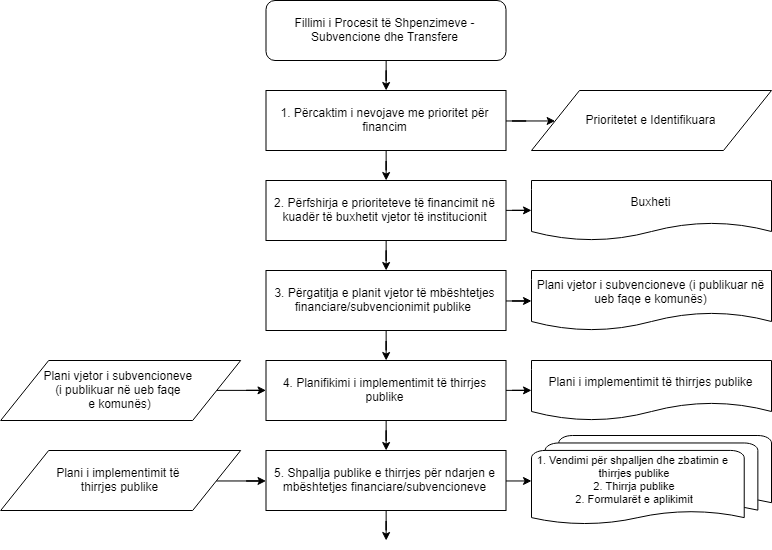 Fillimi i Procesit të Shpenzimeve -
Subvencione dhe Transfere
1. Përcaktim i nevojave me prioritet për
financim
Prioritetet e Identifikuara
2. Përfshirja e prioriteteve të financimit në
kuadër të buxhetit vjetor të institucionit
Buxheti
3. Përgatitja e planit vjetor të mbështetjes
financiare/subvencionimit publike
Plani vjetor i subvencioneve (i publikuar në
ueb faqe e komunës)
Plani vjetor i subvencioneve
(i publikuar në ueb faqe
e komunës)
4. Planifikimi i implementimit të thirrjes
publike
Plani i implementimit të thirrjes publike
Plani i implementimit të
thirrjes publike
5. Shpallja publike e thirrjes për ndarjen e
mbështetjes financiare/subvencioneve
1. Vendimi për shpalljen dhe zbatimin e
thirrjes publike
2. Thirrja publike
2. Formularët e aplikimit